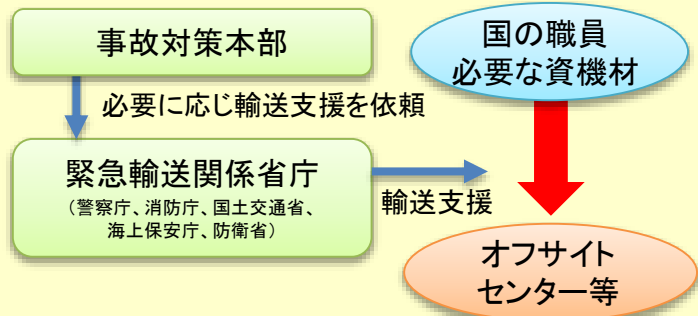 事故対策本部
必要に応じ輸送支援を依頼
緊急輸送関係省庁
（警察庁、消防庁、国土交通省、
海上保安庁、防衛省）
輸送支援
国の職員
必要な資機材
オフサイト
センター等